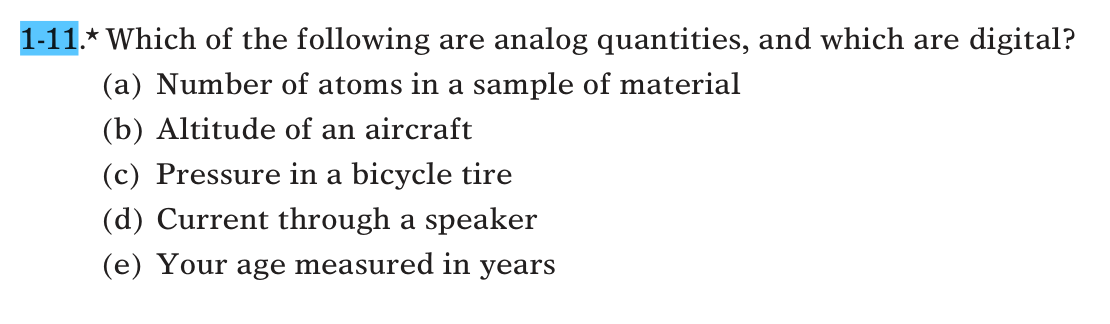 1-11.* Which of the following are analog quantities, and which are digital?
(a) Number of atoms in a sample of material
(b) Altitude of an aircraft
(c) Pressure in a bicycle tire
(d) Current through a speaker
(e) Your age measured in years